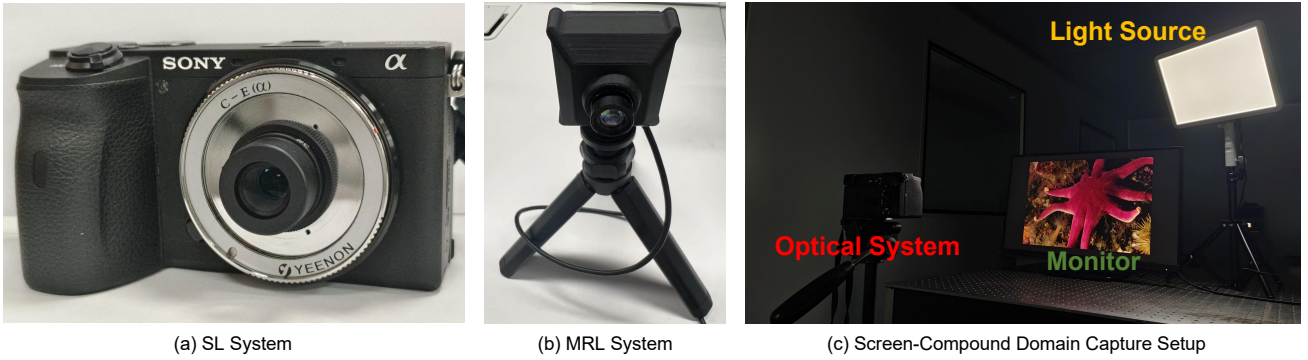 SONY
α
C – E (α)
YEENON
Light Source
Optical System
Monitor
(a) SL System
(b) MRL System
(c) Screen-Compound Domain Capture Setup